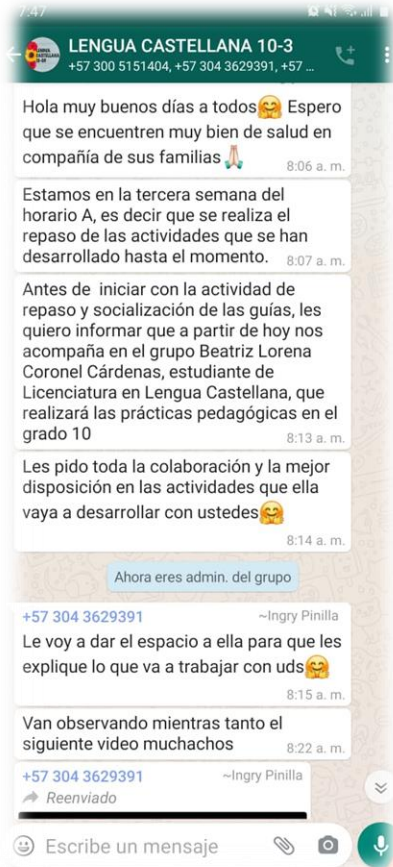 7:47
LENGUA CASTELLANA 10-3
+57 300 5151404, +57 304 3629391, +57 ...
Hola muy buenos días a todos🤗 Espero
que se encuentren muy bien de salud en
compañía de sus familias🙏🏻
8:06 a. m.
Estamos en la tercera semana del
horario A, es decir que se realiza el
repaso de las actividades que se han
desarrollado hasta el momento. 8:07 a. m.
Antes de iniciar con la actividad de
repaso y socialización de las guías, les
quiero informar que a partir de hoy nos
acompaña en el grupo Beatriz Lorena
Coronel Cárdenas, estudiante de
Licenciatura en Lengua Castellana, que
realizará las prácticas pedagógicas en el
grado 10
8:13 a. m.
Les pido toda la colaboración y la mejor
disposición en las actividades que ella
vaya a desarrollar con ustedes🤗
8:14 a. m.
Ahora eres admin. del grupo
+57 304 3629391 ~Ingry Pinilla
Le voy a dar el espacio a ella para que les
explique lo que va a trabajar con uds🤗
8:15 a. m.
Van observando mientras tanto el
siguiente video muchachos 8:22 a. m.
+57 304 3629391 ~Ingry Pinilla
Reenviado
Escribe un mensaje